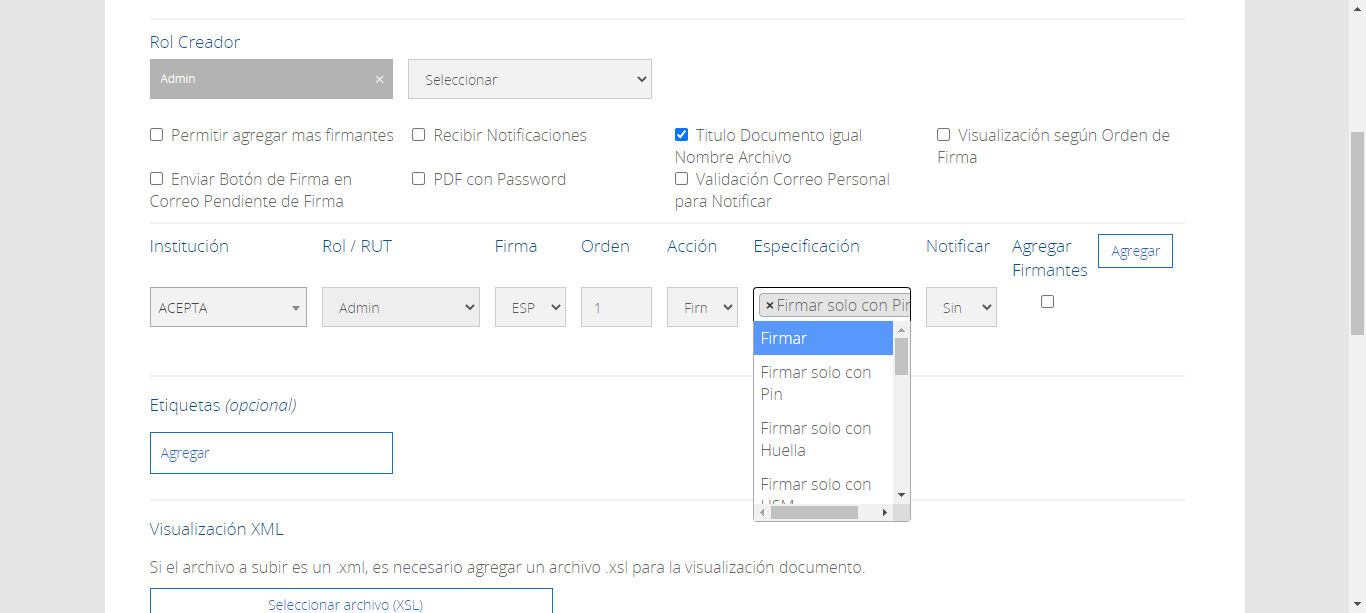 Rol Creador
Admin ×
Seleccionar
Permitir agregar mas firmantes
Recibir Notificaciones
Titulo Documento igual
Nombre Archivo
Visualización según Orden de
Firma
Enviar Botón de Firma en
Correo Pendiente de Firma
PDF con Password
Validación Correo Personal
para Notificar
Institución Rol / RUT Firma Orden Acción Especificación Notificar Agregar
Firmantes
Agregar
ACEPTA Admin ESP 1 Firn × Firmar solo con Pin Sin
Firmar
Firmar solo con
Pin
Firmar solo con
Huella
Firmar solo con
HSM
Etiquetas (opcional)
Agregar
Visualización XML
Si el archivo a subir es un .xml, es necesario agregar un archivo .xsl para la visualización documento.
Seleccionar archivo (XSL)